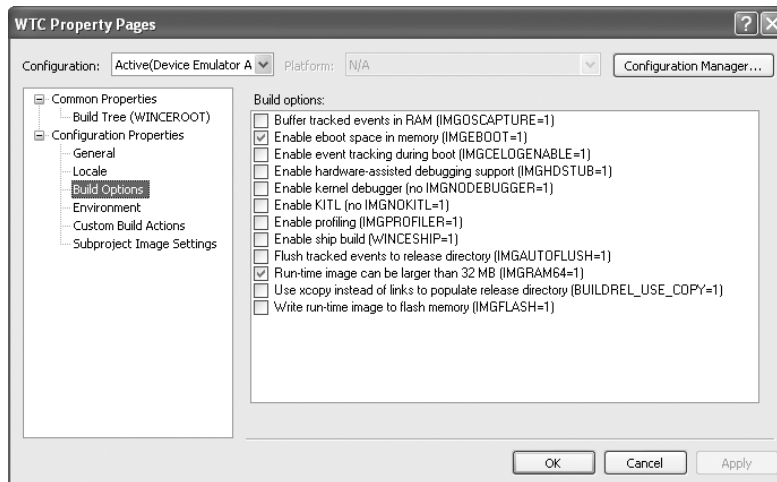 WTC Property Pages
Configuration: Active(Device Emulator A Platform: N/A Configuration Manager...
Common Properties
Build Tree (WINCEROOT)
Configuration Properties
General
Locale
Build Options
Environment
Custom Build Actions
Subproject Image Settings
Build options:
Buffer tracked events in RAM (IMGOSCAPTURE=1)
Enable eboot space in memory (IMGEBOOT=1)
Enable event tracking during boot (IMGCELOGENABLE=1)
Enable hardware-assisted debugging support (IMGHDSTUB=1)
Enable kernel debugger (no IMGNODEBUGGER=1)
Enable KITL (no IMGNOKITL=1)
Enable profiling (IMGPROFILER=1)
Enable ship build (WINCESHIP=1)
Flush tracked events to release directory (IMGAUTOFLUSH=1)
Run-time image can be larger than 32 MB (IMGRAM64=1)
Use xcopy instead of links to populate release directory (BUILDREL_USE_COPY=1)
Write run-time image to flash memory (IMGFLASH=1)
OK Cancel Apply